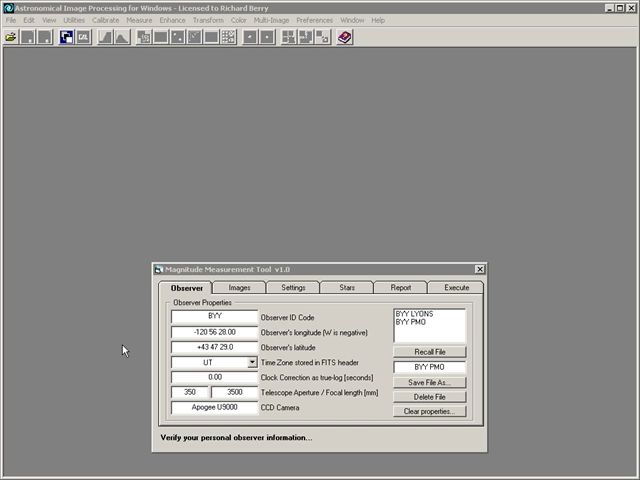 Astronomical Image Processing for Windows - Licensed to Richard Berry
File Edit View Utilities Calibrate Measure Enhance Transform Color Multi-Image Preferences Window Help
Magnitude Measurement Tool v1.0
Observer Images Settings Stars Report Execute
Observer Properties
BYY Observer ID Code
-120 56 28.00 Observer's longitude (W is negative)
+43 47 29.0 Observer's latitude
UT Time Zone stored in FITS header
0.00 Clock Correction as true-log [seconds]
350 3500 Telescope Aperture / Focal length [mm]
Apogee U9000 CCD Camera
BYY LYONS
BYY PMO
Recall File
BYY PMO
Save File As...
Delete File
Clear properties...
Verify your personal observer information...